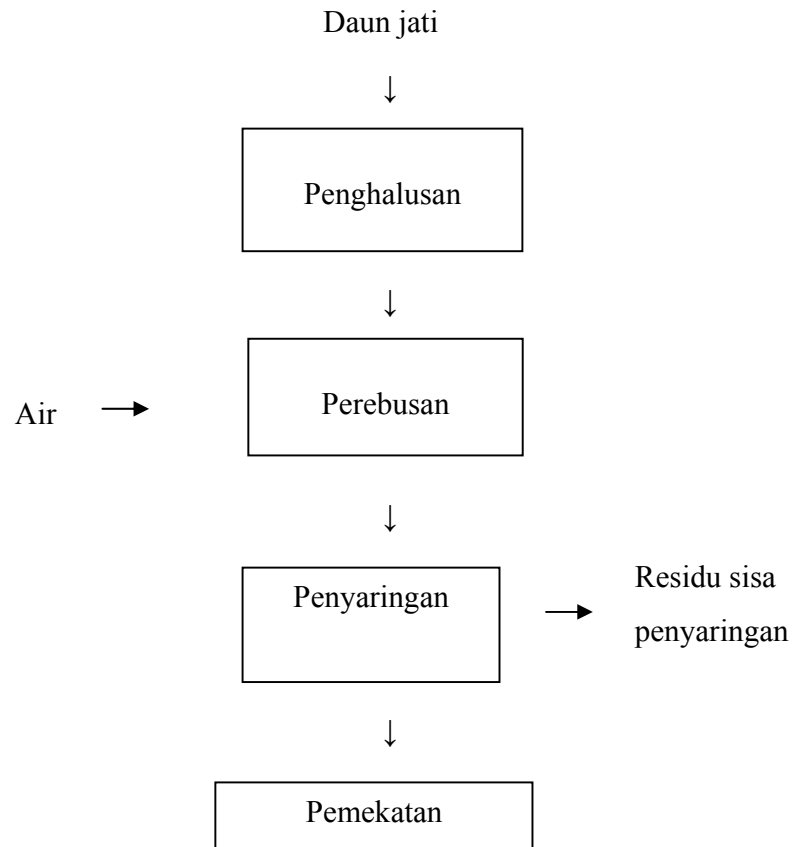 Daun jati
↓
Penghalusan
↓
Air → Perebusan
↓
Penyaringan → Residu sisa
penyaringan
↓
Pemekatan